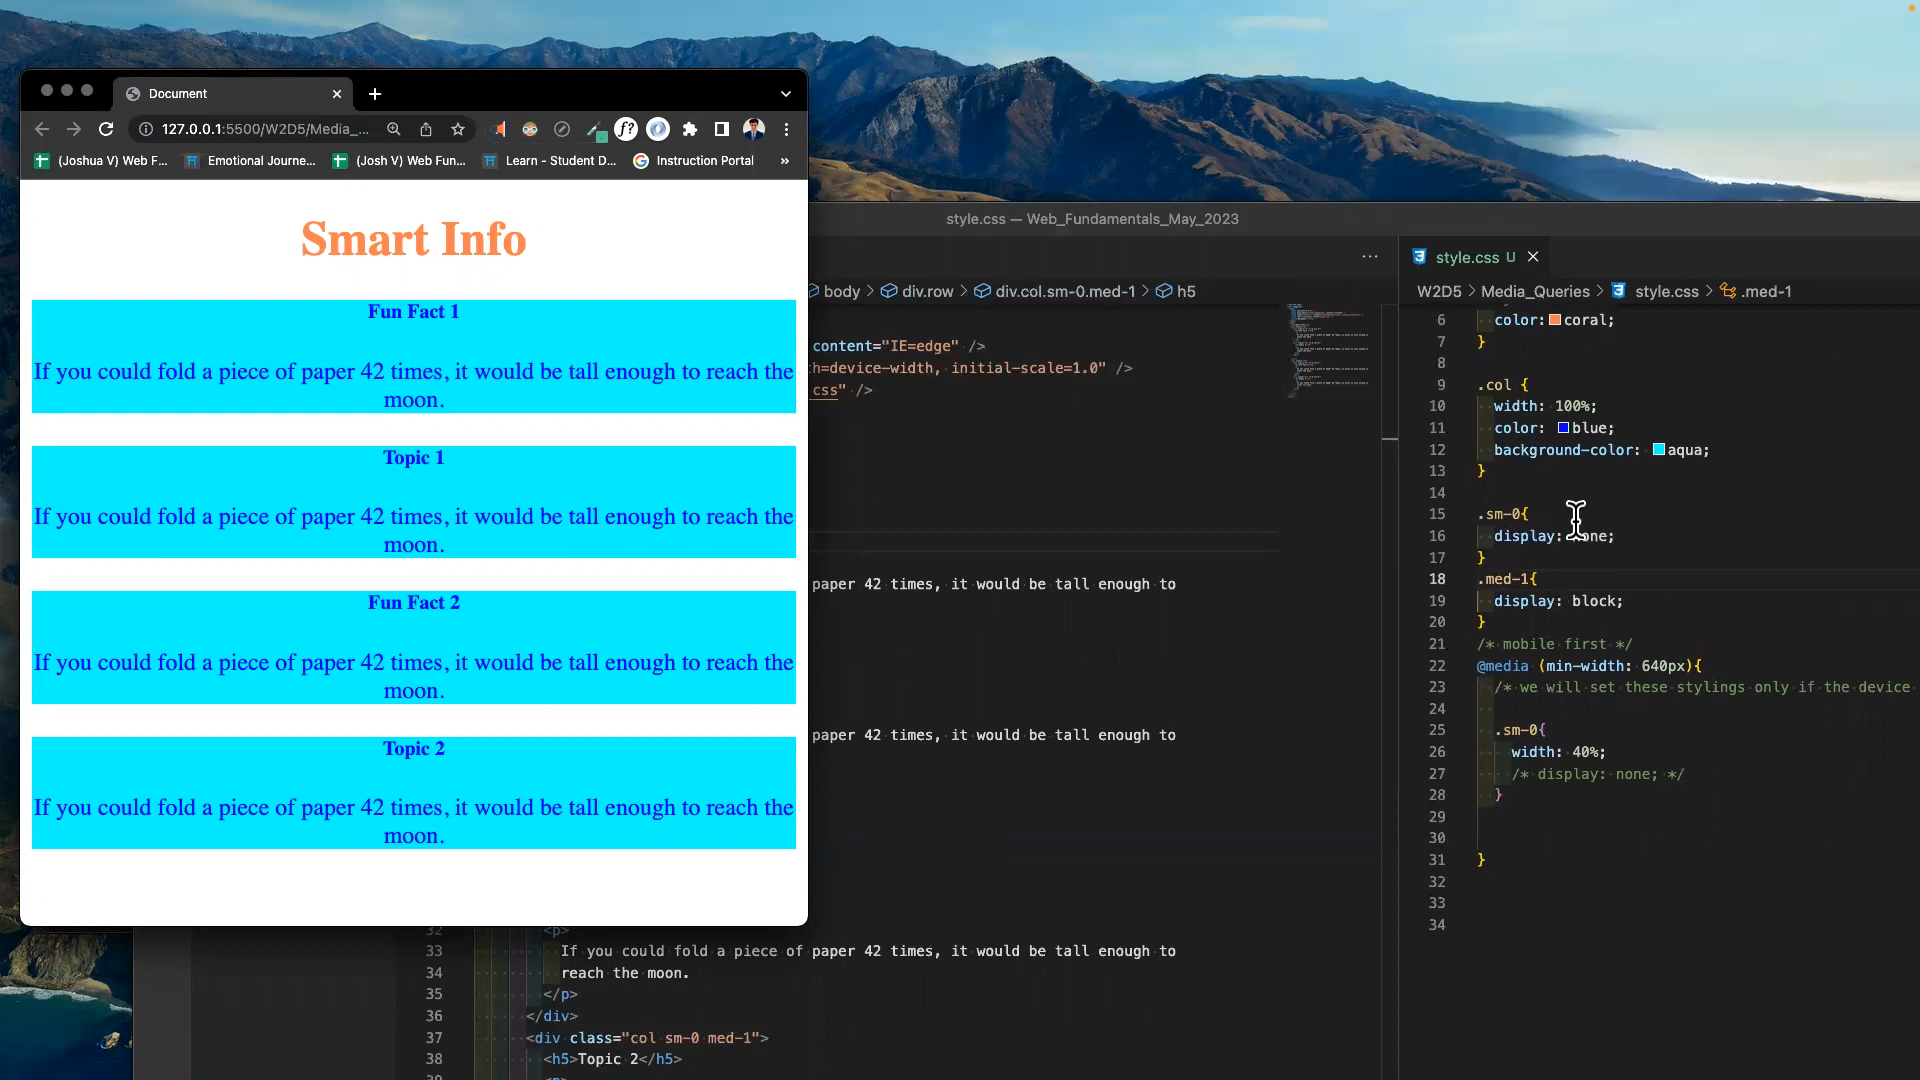 Document
127.0.0.1:5500/W2D5/Media_...
(Joshua V) Web F...
Emotional Journe...
(Josh V) Web Fun...
Learn - Student D...
Instruction Portal
»
Smart Info
Fun Fact 1
If you could fold a piece of paper 42 times, it would be tall enough to reach the
moon.
Topic 1
If you could fold a piece of paper 42 times, it would be tall enough to reach the
moon.
Fun Fact 2
If you could fold a piece of paper 42 times, it would be tall enough to reach the
moon.
Topic 2
If you could fold a piece of paper 42 times, it would be tall enough to reach the
moon.
style.css — Web_Fundamentals_May_2023
body > div.row > div.col.sm-0.med-1 > h5
content="IE=edge" />
h=device-width, initial-scale=1.0" />
css" />
paper 42 times, it would be tall enough to
paper 42 times, it would be tall enough to
32 <p>
33 If you could fold a piece of paper 42 times, it would be tall enough to
34 reach the moon.
35 </p>
36 </div>
37 <div class="col sm-0 med-1">
38 <h5>Topic 2</h5>
style.css U
W2D5 > Media_Queries > style.css > .med-1
6 color: coral;
7 }
8
9 .col {
10 width: 100%;
11 color: blue;
12 background-color: aqua;
13 }
14
15 .sm-0{
16 display: one;
17 }
18 .med-1{
19 display: block;
20 }
21 /* mobile first */
22 @media (min-width: 640px){
23 /* we will set these stylings only if the device
24
25 .sm-0{
26 width: 40%;
27 /* display: none; */
28 }
29
30
31 }
32
33
34